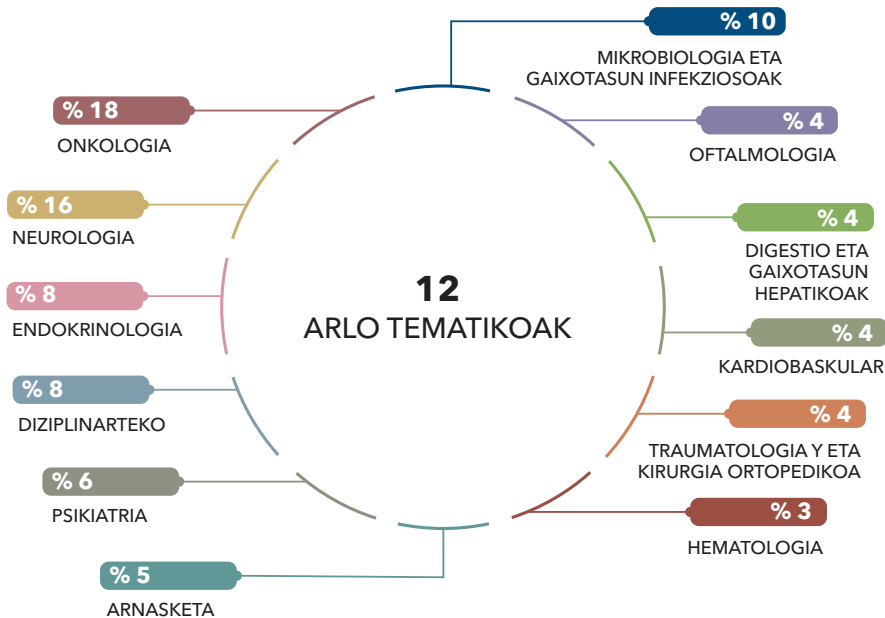 % 10
MIKROBIOLOGIA ETA
GAIXOTASUN INFEKZIOSOAK
% 18
ONKOLOGIA
% 4
OFTALMOLOGIA
% 16
NEUROLOGIA
% 4
DIGESTIO ETA
GAIXOTASUN
HEPATIKOAK
12
ARLO TEMATIKOAK
% 8
ENDOKRINOLOGIA
% 4
KARDIOBASKULAR
% 8
DIZIPLINARTEKO
% 4
TRAUMATOLOGIA Y ETA
KIRURGIA ORTOPEDIKOA
% 6
PSIKIATRIA
% 3
HEMATOLOGIA
% 5
ARNASKETA